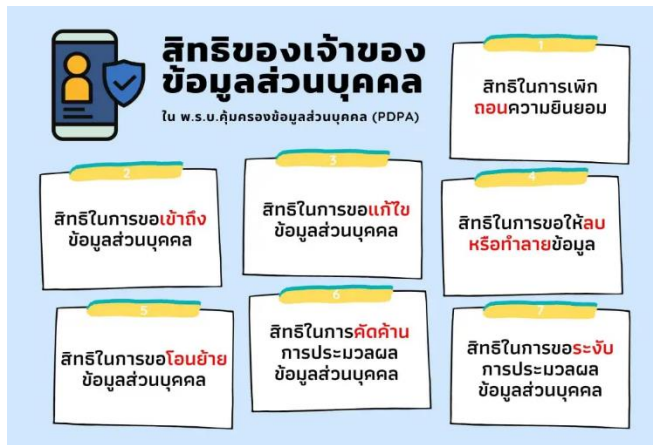 สิทธิของเจ้าของ
ข้อมูลส่วนบุคคล
ใน พ.ร.บ.คุ้มครองข้อมูลส่วนบุคคล (PDPA)
1
สิทธิในการเพิก
ถอนความยินยอม
2
สิทธิในการขอเข้าถึง
ข้อมูลส่วนบุคคล
3
สิทธิในการขอแก้ไข
ข้อมูลส่วนบุคคล
4
สิทธิในการขอให้ลบ
หรือทำลายข้อมูล
5
สิทธิในการขอโอนย้าย
ข้อมูลส่วนบุคคล
6
สิทธิในการคัดค้าน
การประมวลผล
ข้อมูลส่วนบุคคล
7
สิทธิในการขอระงับ
การประมวลผล
ข้อมูลส่วนบุคคล